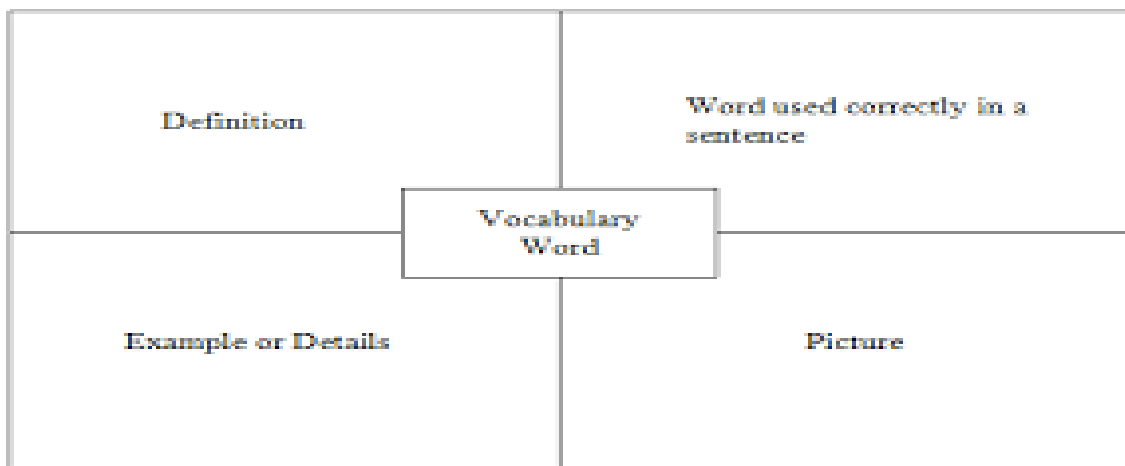 Definition
Word used correctly in a
sentence
Vocabulary
Word
Example or Details
Picture